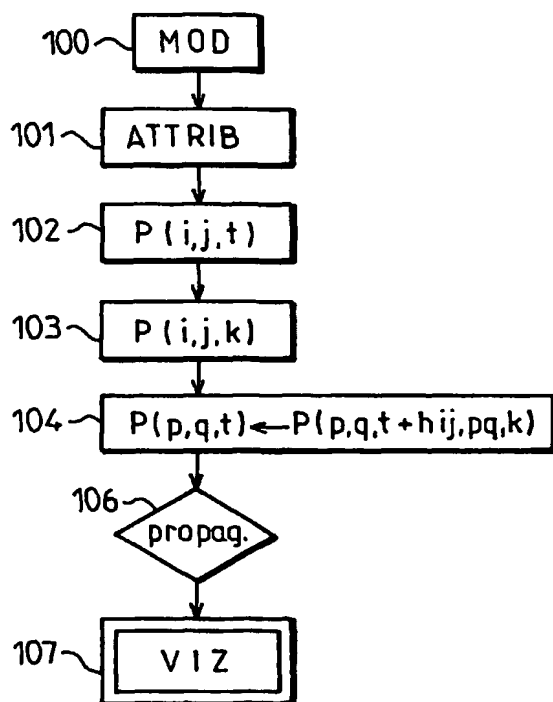 100 MOD
101 ATTRIB
102 P(i,j,t)
103 P(i,j,k)
104 P(p,q,t)←P(p,q,t+hij,pq,k)
106 propag.
107 VIZ